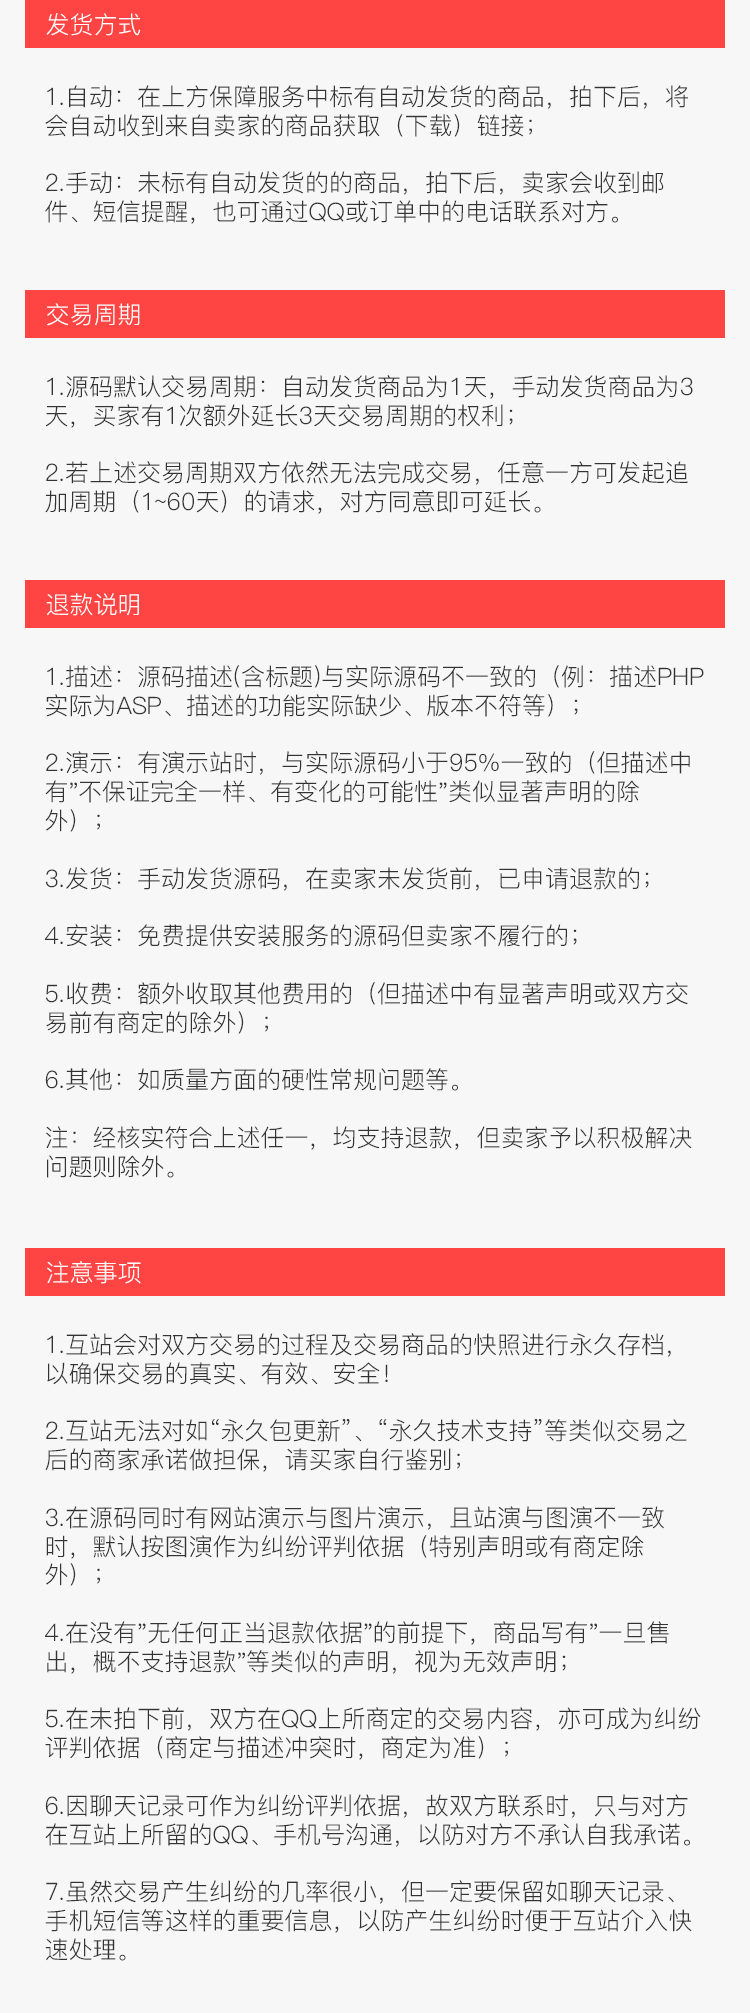 发货方式
1.自动：在上方保障服务中标有自动发货的商品，拍下后，将
会自动收到来自卖家的商品获取（下载）链接；
2.手动：未标有自动发货的的商品，拍下后，卖家会收到邮
件、短信提醒，也可通过QQ或订单中的电话联系对方。
交易周期
1.源码默认交易周期：自动发货商品为1天，手动发货商品为3
天，买家有1次额外延长3天交易周期的权利；
2.若上述交易周期双方依然无法完成交易，任意一方可发起追
加周期（1~60天）的请求，对方同意即可延长。
退款说明
1.描述：源码描述(含标题)与实际源码不一致的（例：描述PHP
实际为ASP、描述的功能实际缺少、版本不符等）；
2.演示：有演示站时，与实际源码小于95%一致的（但描述中
有”不保证完全一样、有变化的可能性”类似显著声明的除
外）；
3.发货：手动发货源码，在卖家未发货前，已申请退款的；
4.安装：免费提供安装服务的源码但卖家不履行的；
5.收费：额外收取其他费用的（但描述中有显著声明或双方交
易前有商定的除外）；
6.其他：如质量方面的硬性常规问题等。
注：经核实符合上述任一，均支持退款，但卖家予以积极解决
问题则除外。
注意事项
1.互站会对双方交易的过程及交易商品的快照进行永久存档，
以确保交易的真实、有效、安全！
2.互站无法对如“永久包更新”、“永久技术支持”等类似交易之
后的商家承诺做担保，请买家自行鉴别；
3.在源码同时有网站演示与图片演示，且站演与图演不一致
时，默认按图演作为纠纷评判依据（特别声明或有商定除
外）；
4.在没有”无任何正当退款依据”的前提下，商品写有”一旦售
出，概不支持退款”等类似的声明，视为无效声明；
5.在未拍下前，双方在QQ上所商定的交易内容，亦可成为纠纷
评判依据（商定与描述冲突时，商定为准）；
6.因聊天记录可作为纠纷评判依据，故双方联系时，只与对方
在互站上所留的QQ、手机号沟通，以防对方不承认自我承诺。
7.虽然交易产生纠纷的几率很小，但一定要保留如聊天记录、
手机短信等这样的重要信息，以防产生纠纷时便于互站介入快
速处理。